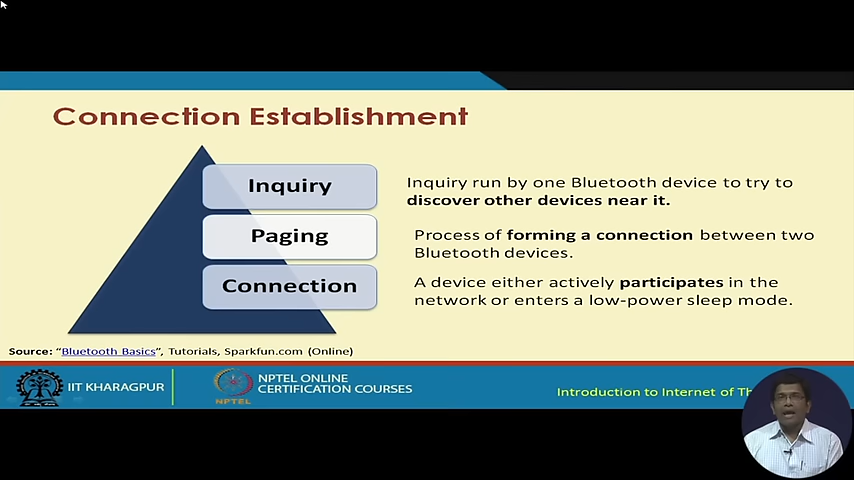 Connection Establishment
Inquiry
Inquiry run by one Bluetooth device to try to
discover other devices near it.
Paging
Process of forming a connection between two
Bluetooth devices.
Connection
A device either actively participates in the
network or enters a low-power sleep mode.
Source: “Bluetooth Basics”, Tutorials, Sparkfun.com (Online)
IIT KHARAGPUR
NPTEL
NPTEL ONLINE
CERTIFICATION COURSES
Introduction to Internet of